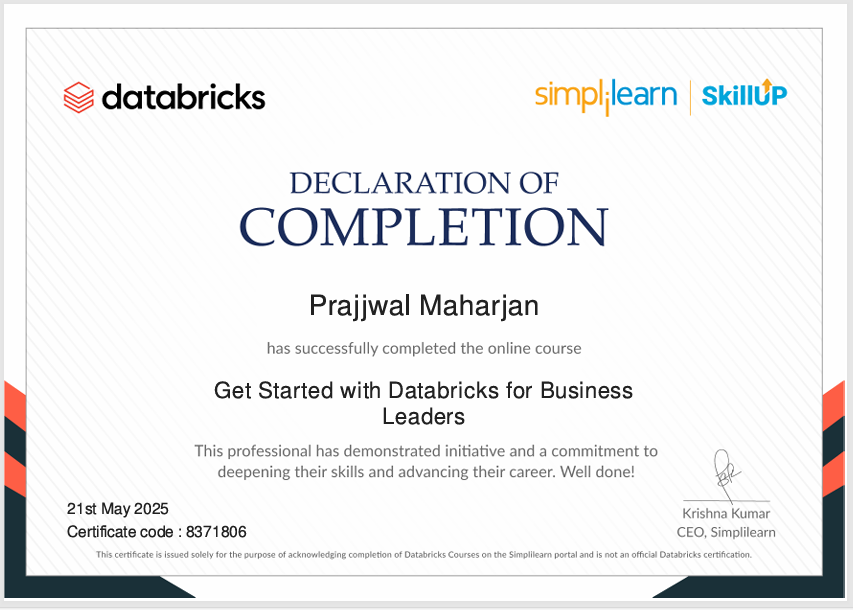 databricks
simplilearn | SkillUP
DECLARATION OF
COMPLETION
Prajjwal Maharjan
has successfully completed the online course
Get Started with Databricks for Business
Leaders
This professional has demonstrated initiative and a commitment to
deepening their skills and advancing their career. Well done!
21st May 2025
Certificate code : 8371806
Krishna Kumar
CEO, Simplilearn
This certificate is issued solely for the purpose of acknowledging completion of Databricks Courses on the Simplilearn portal and is not an official Databricks certification.